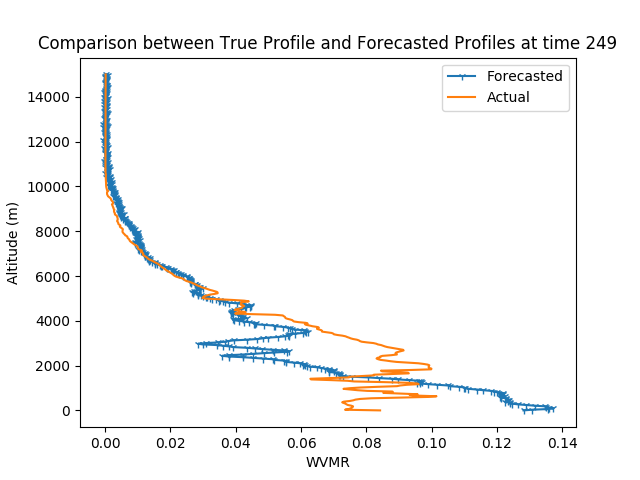 Comparison between True Profile and Forecasted Profiles at time 249
Forecasted
Actual
14000
12000
10000
8000
6000
4000
2000
0
Altitude (m)
0.00 0.02 0.04 0.06 0.08 0.10 0.12 0.14
WVMR